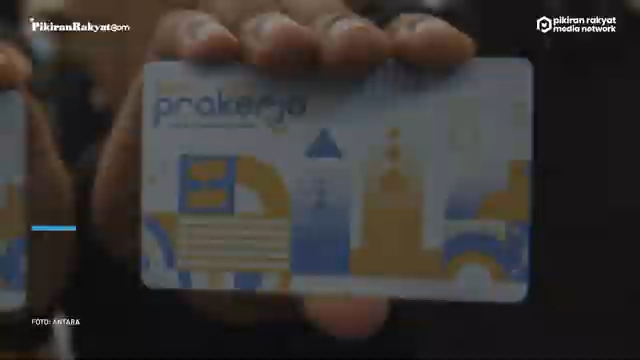 PikiranRakyat.com
pikiran rakyat
media network
prakerja
FOTO: ANTARA